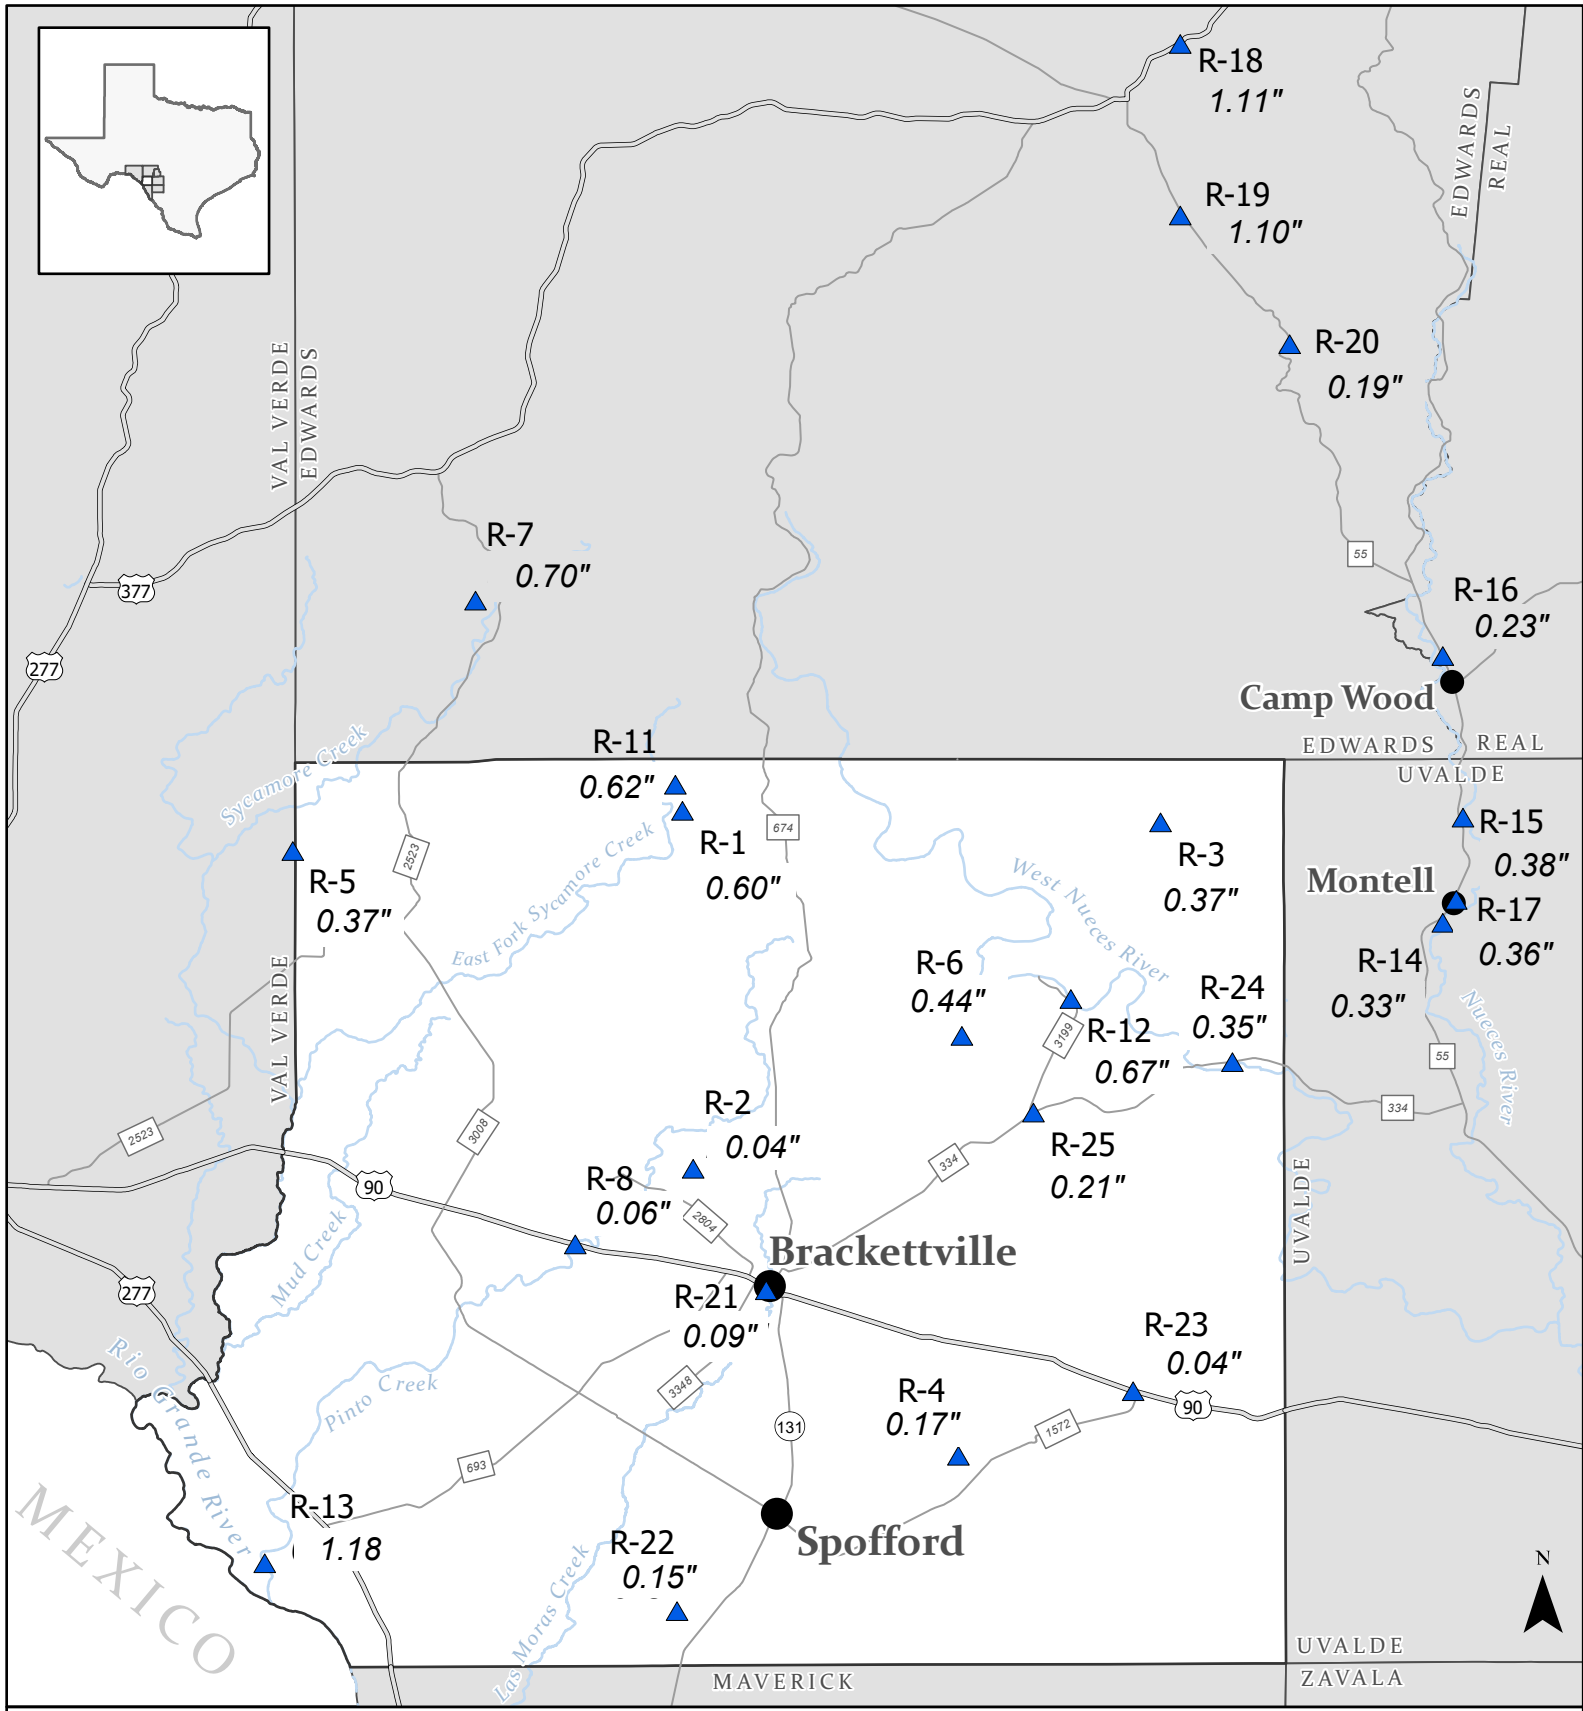 R-18
1.11"
EDWARDS
REAL
R-19
1.10"
R-20
0.19"
VAL VERDE
EDWARDS
R-7
0.70"
55
377
R-16
0.23"
277
Camp Wood
EDWARDS
REAL
UVALDE
Sycamore Creek
R-11
0.62"
674
R-1
0.60"
East Fork Sycamore Creek
2523
R-5
0.37"
R-3
0.37"
West Nueces River
R-15
0.38"
Montell
R-17
0.36"
R-14
0.33"
VAL VERDE
R-6
0.44"
R-24
0.35"
3199
R-12
0.67"
Nueces River
55
334
R-2
0.04"
3008
2523
R-25
0.21"
334
90
R-8
0.06"
2804
UVALDE
Mud Creek
Brackettville
277
R-21
0.09"
R-23
0.04"
Rio Grande River
Pinto Creek
3348
R-4
0.17"
90
131
1572
693
MEXICO
R-13
1.18
Spofford
R-22
0.15"
Las Moras Creek
N
UVALDE
ZAVALA
MAVERICK